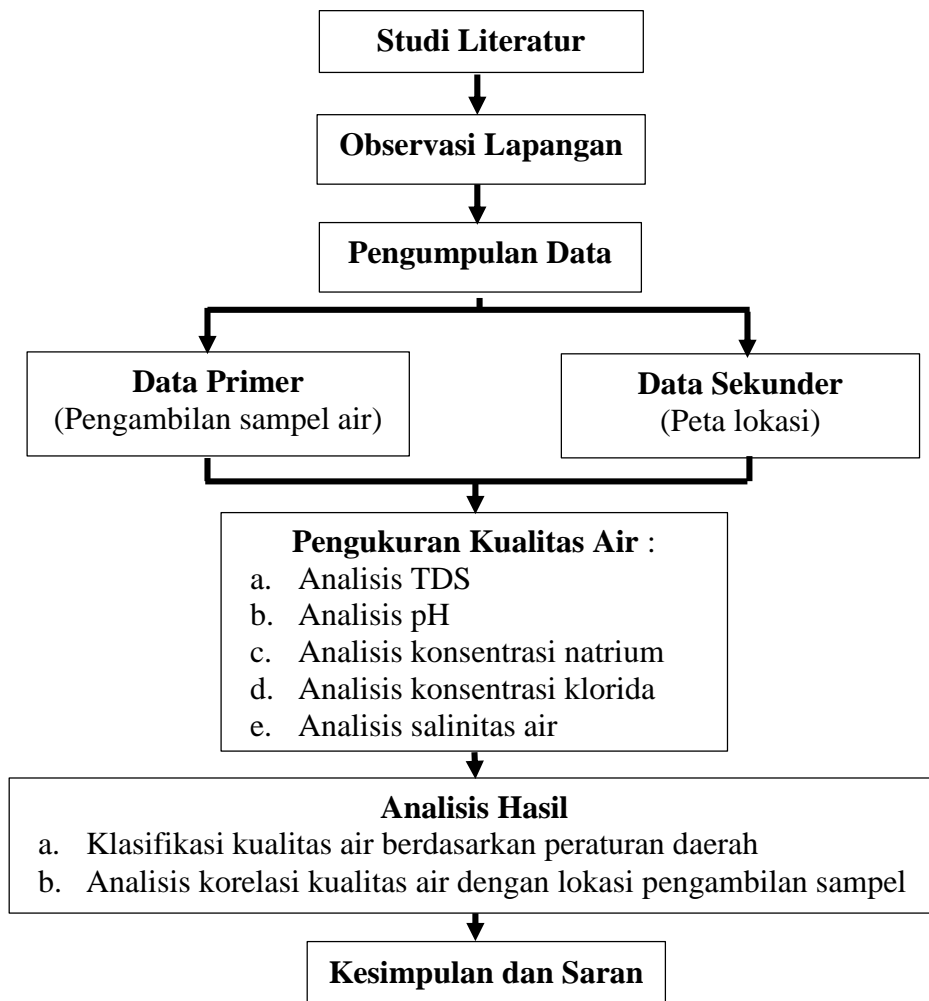 Studi Literatur
Observasi Lapangan
Pengumpulan Data
Data Primer
(Pengambilan sampel air)
Data Sekunder
(Peta lokasi)
Pengukuran Kualitas Air :
a. Analisis TDS
b. Analisis pH
c. Analisis konsentrasi natrium
d. Analisis konsentrasi klorida
e. Analisis salinitas air
Analisis Hasil
a. Klasifikasi kualitas air berdasarkan peraturan daerah
b. Analisis korelasi kualitas air dengan lokasi pengambilan sampel
Kesimpulan dan Saran